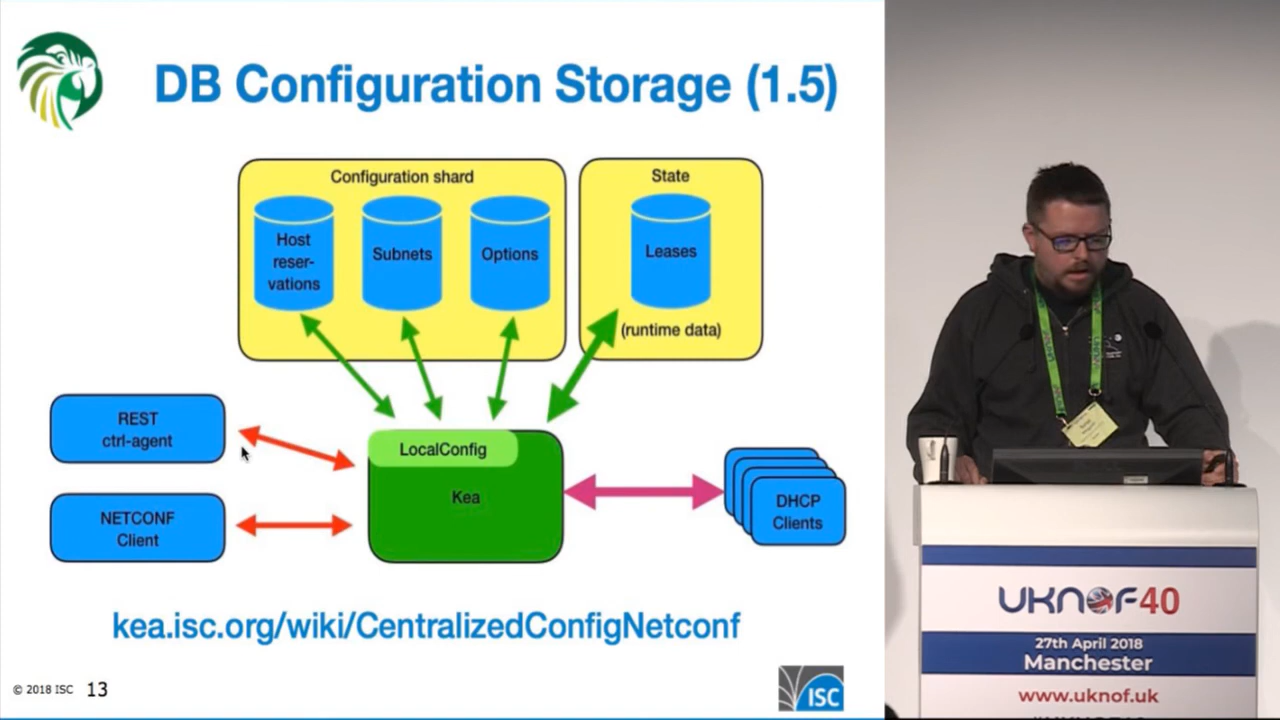 DB Configuration Storage (1.5)
Configuration shard
State
Host
reser-
vations
Subnets
Options
Leases
(runtime data)
REST
ctrl-agent
LocalConfig
Kea
NETCONF
Client
DHCP
Clients
kea.isc.org/wiki/CentralizedConfigNetconf
© 2018 ISC 13
ISC
UKNOF40
27th April 2018
Manchester
www.uknof.uk